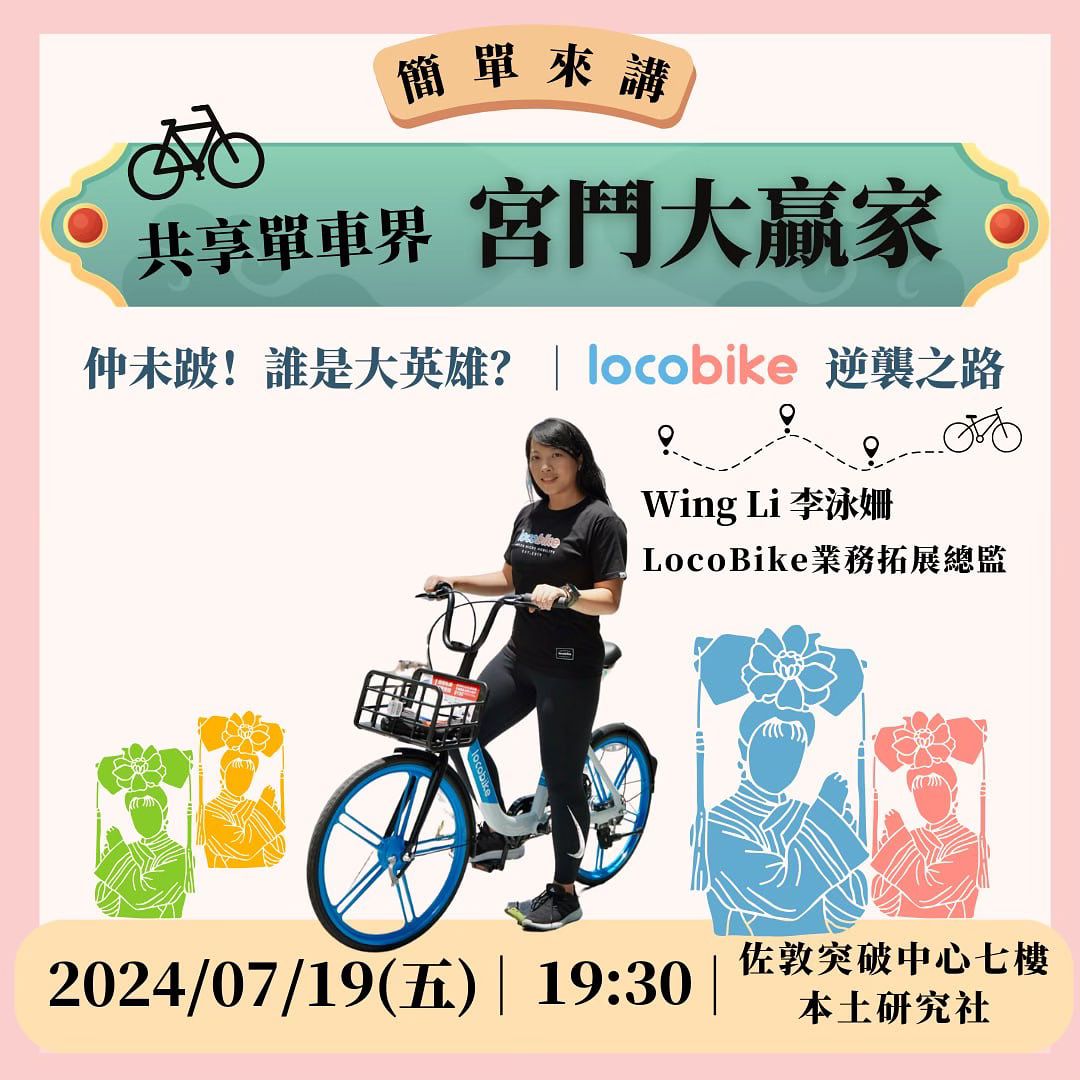 簡單來講
共享單車界 宮鬥大贏家
仲未跛！誰是大英雄？｜locobike 逆襲之路
Wing Li 李泳姍
LocoBike業務拓展總監
locobike
locobike
2024/07/19(五)｜19:30｜佐敦突破中心七樓
本土研究社